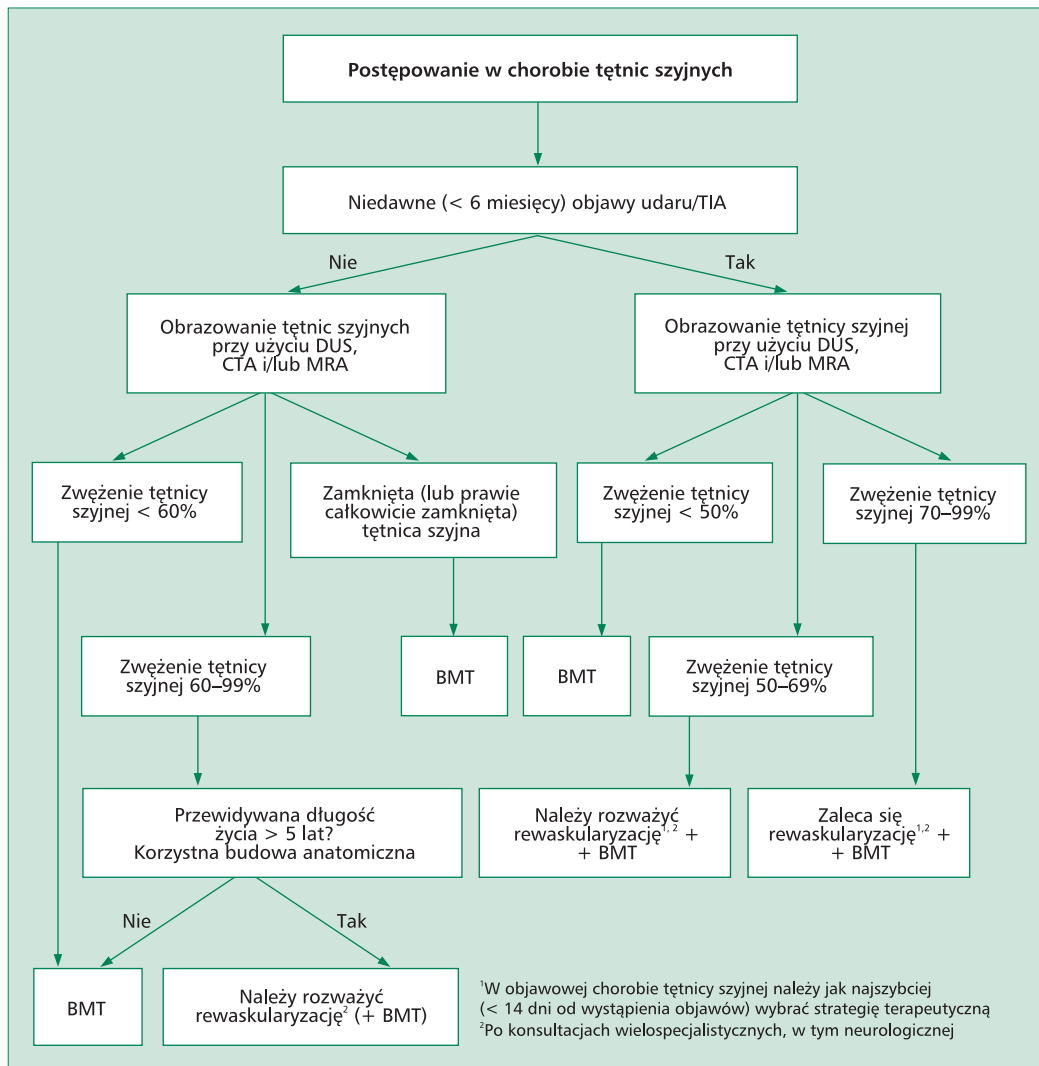 Postępowanie w chorobie tętnic szyjnych
Niedawne (< 6 miesięcy) objawy udaru/TIA
Nie
Tak
Obrazowanie tętnic szyjnych
przy użyciu DUS,
CTA i/lub MRA
Obrazowanie tętnicy szyjnej
przy użyciu DUS,
CTA i/lub MRA
Zwężenie tętnicy
szyjnej < 60%
Zamknięta (lub prawie
całkowicie zamknięta)
tętnica szyjna
Zwężenie tętnicy
szyjnej < 50%
Zwężenie tętnicy
szyjnej 70–99%
Zwężenie tętnicy
szyjnej 60–99%
BMT
BMT
Zwężenie tętnicy
szyjnej 50–69%
Przewidywana długość
życia > 5 lat?
Korzystna budowa anatomiczna
Należy rozważyć
rewaskularyzację1, 2 +
+ BMT
Zaleca się
rewaskularyzację1,2 +
+ BMT
Nie
Tak
BMT
Należy rozważyć
rewaskularyzację2 (+ BMT)
1W objawowej chorobie tętnicy szyjnej należy jak najszybciej
(< 14 dni od wystąpienia objawów) wybrać strategię terapeutyczną
2Po konsultacjach wielospecjalistycznych, w tym neurologicznej